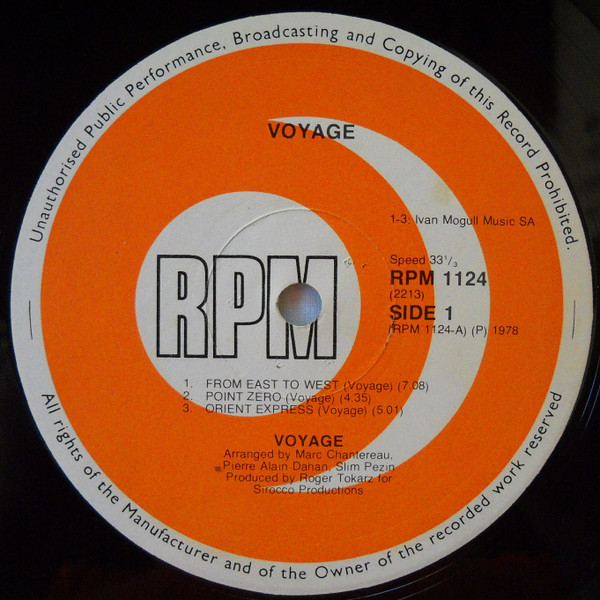 Unauthorised Public Performance, Broadcasting and Copying of this Record Prohibited.
VOYAGE
1-3; Ivan Mogull Music SA
Speed 33 1/3
RPM 1124
(2213)
SIDE 1
(RPM 1124-A) (P) 1978
RPM
1. FROM EAST TO WEST (Voyage) (7.08)
2. POINT ZERO (Voyage) (4.35)
3. ORIENT EXPRESS (Voyage) (5.01)
VOYAGE
Arranged by Marc Chantereau,
Pierre Alain Dahan, Slim Pezin
Produced by Roger Tokarz for
Sirocco Productions
All rights of the Manufacturer and of the Owner of the recorded work reserved